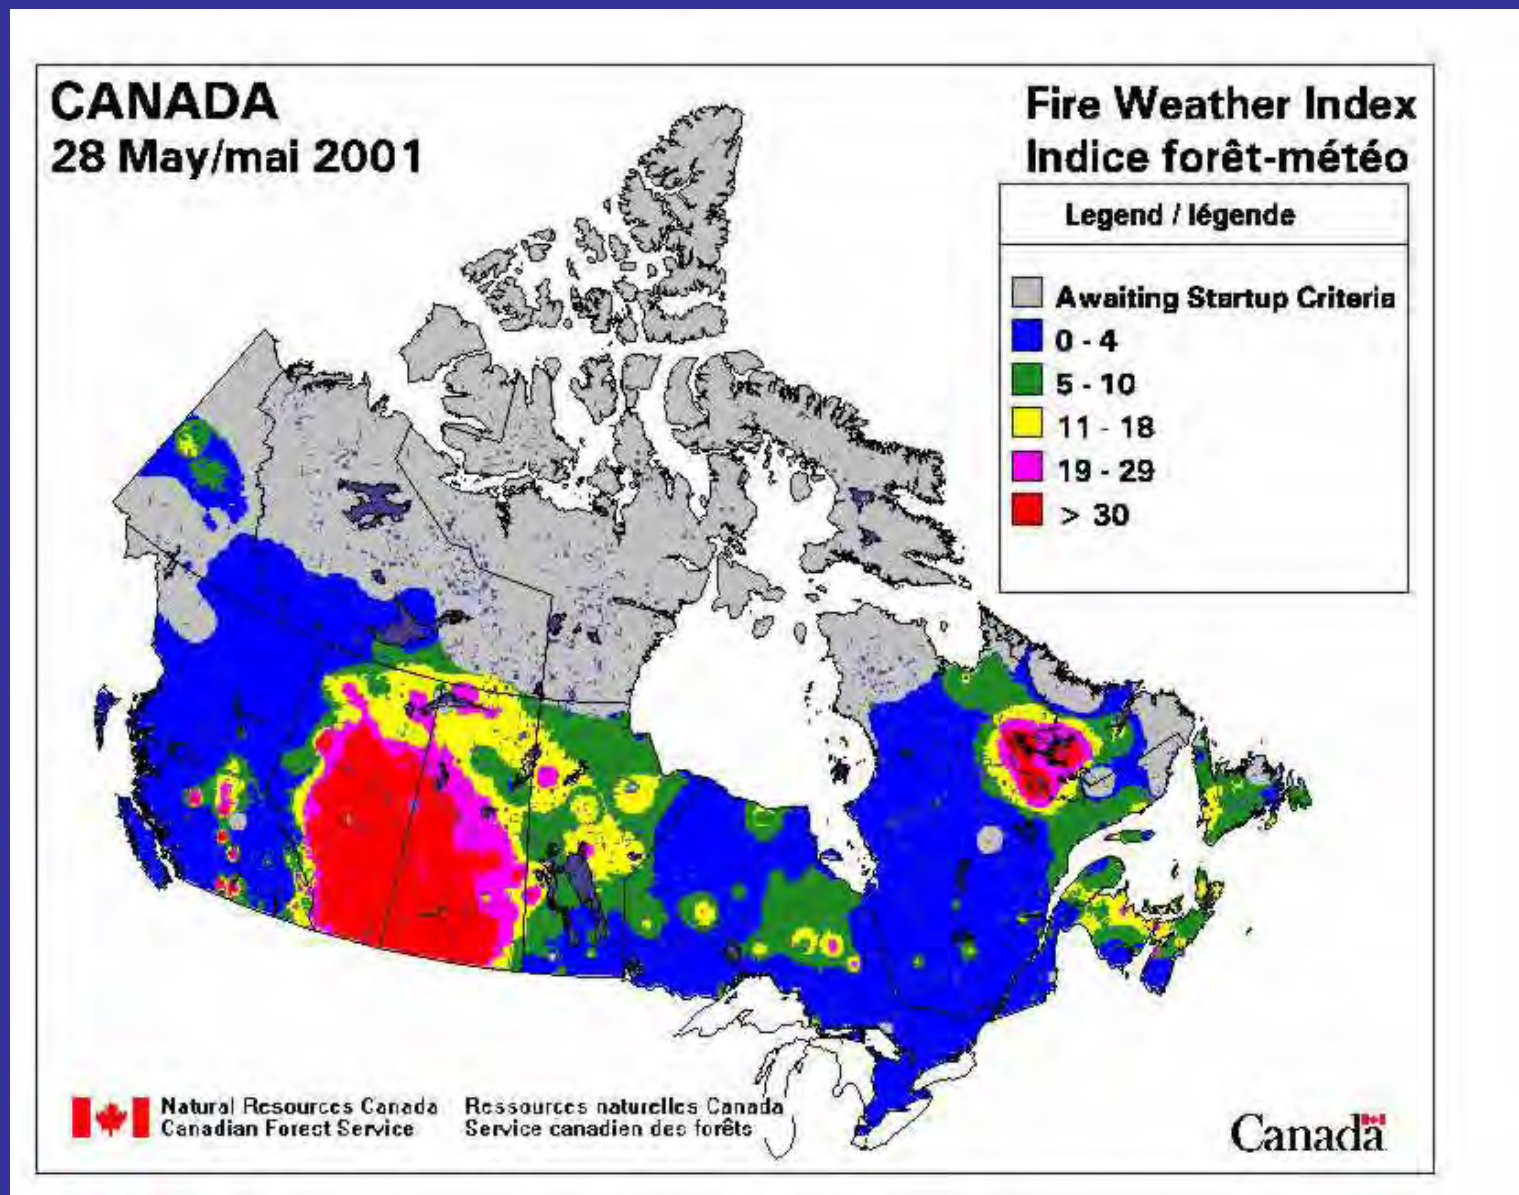 CANADA
28 May/mai 2001
Fire Weather Index
Indice forêt-météo
Legend / légende
Awaiting Startup Criteria
0 - 4
5 - 10
11 - 18
19 - 29
> 30
Natural Resources Canada
Canadian Forest Service
Ressources naturelles Canada
Service canadien des forêts
Canada